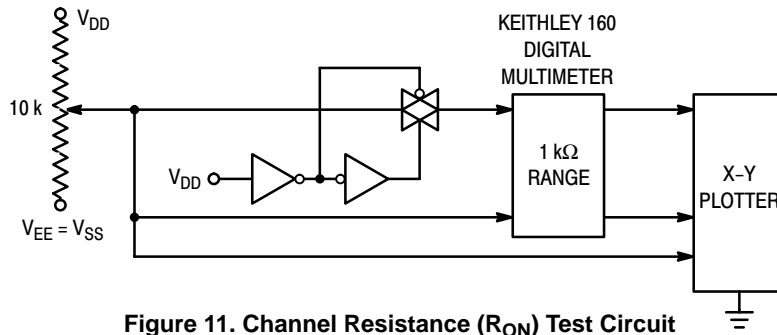 V_DD
10 k
V_EE = V_SS
V_DD
KEITHLEY 160
DIGITAL
MULTIMETER
1 kΩ
RANGE
X–Y
PLOTTER
Figure 11. Channel Resistance (R_ON) Test Circuit